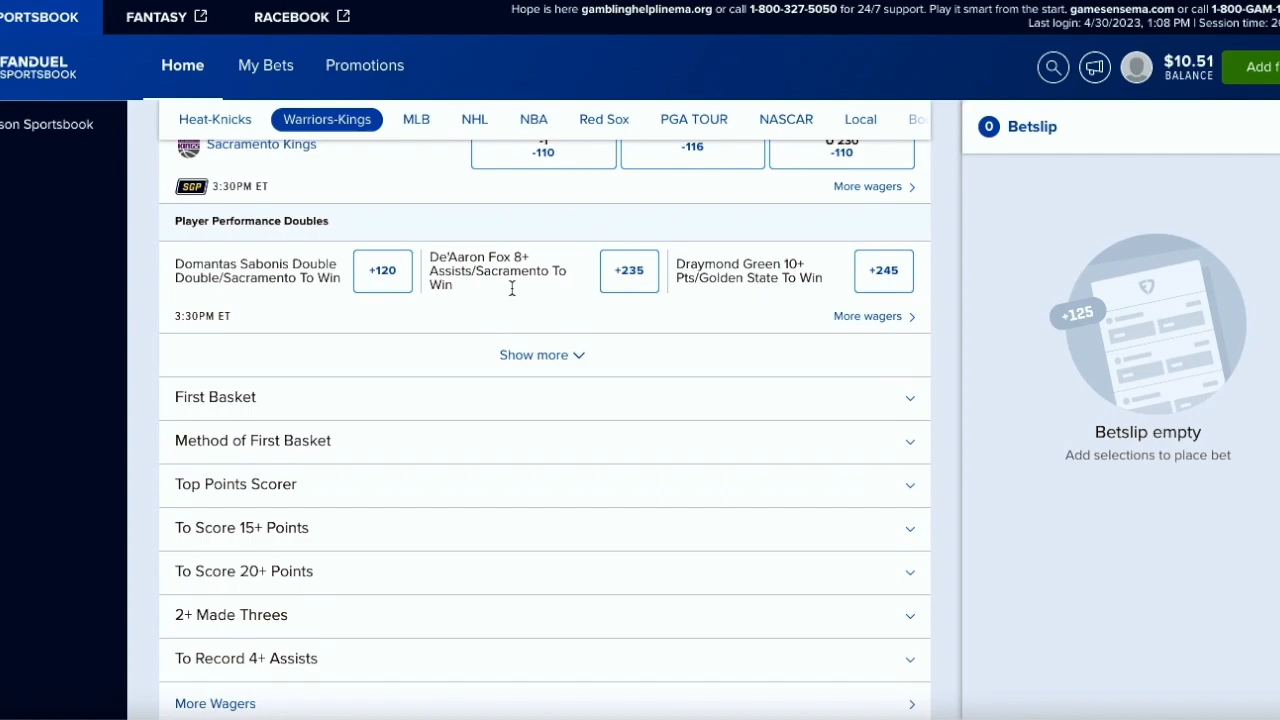 PORTSBOOK
FANTASY
RACEBOOK
Hope is here gamblinghelplinema.org or call 1-800-327-5050 for 24/7 support. Play it smart from the start. gamesensema.com or call 1-800-GAM-1
Last login: 4/30/2023, 1:08 PM | Session time: 2
FANDUEL
SPORTSBOOK
Home
My Bets
Promotions
$10.51
BALANCE
Add f
son Sportsbook
Heat-Knicks
Warriors-Kings
MLB
NHL
NBA
Red Sox
PGA TOUR
NASCAR
Local
Bo
0 Betslip
Sacramento Kings
-1
-110
-116
U 230
-110
SGP 3:30PM ET
More wagers
Player Performance Doubles
Domantas Sabonis Double
Double/Sacramento To Win
+120
De'Aaron Fox 8+
Assists/Sacramento To
Win
+235
Draymond Green 10+
Pts/Golden State To Win
+245
3:30PM ET
More wagers
Show more
First Basket
Method of First Basket
Top Points Scorer
To Score 15+ Points
To Score 20+ Points
2+ Made Threes
To Record 4+ Assists
More Wagers
+125
Betslip empty
Add selections to place bet